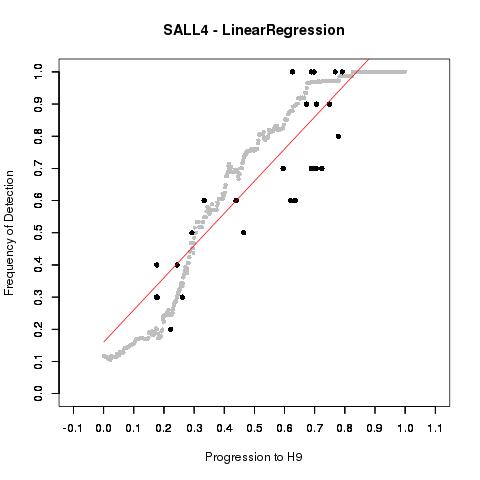 SALL4 - LinearRegression
Frequency of Detection
1.0
0.9
0.8
0.7
0.6
0.5
0.4
0.3
0.2
0.1
0.0
-0.1 0.0 0.1 0.2 0.3 0.4 0.5 0.6 0.7 0.8 0.9 1.0 1.1
Progression to H9